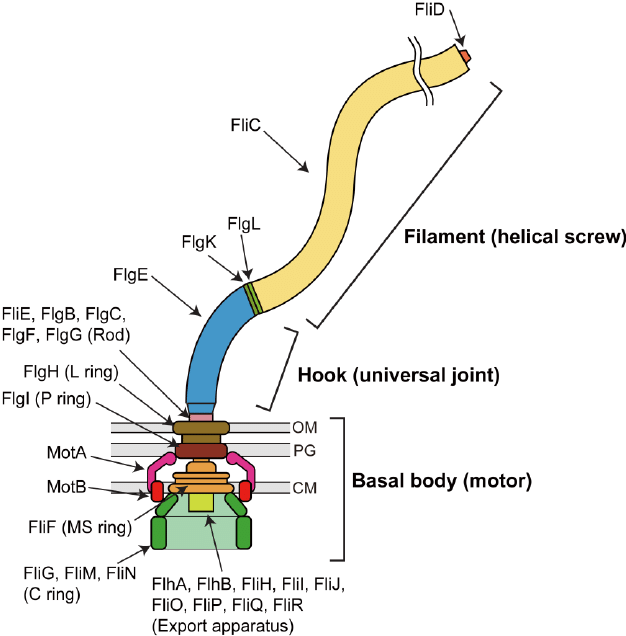 FliD
FliC
FlgL
FlgK
Filament (helical screw)
FlgE
FliE, FlgB, FlgC,
FlgF, FlgG (Rod)
FlgH (L ring)
Hook (universal joint)
FlgI (P ring)
OM
PG
MotA
Basal body (motor)
MotB
CM
FliF (MS ring)
FliG, FliM, FliN
(C ring)
FlhA, FlhB, FliH, FliI, FliJ,
FliO, FliP, FliQ, FliR
(Export apparatus)